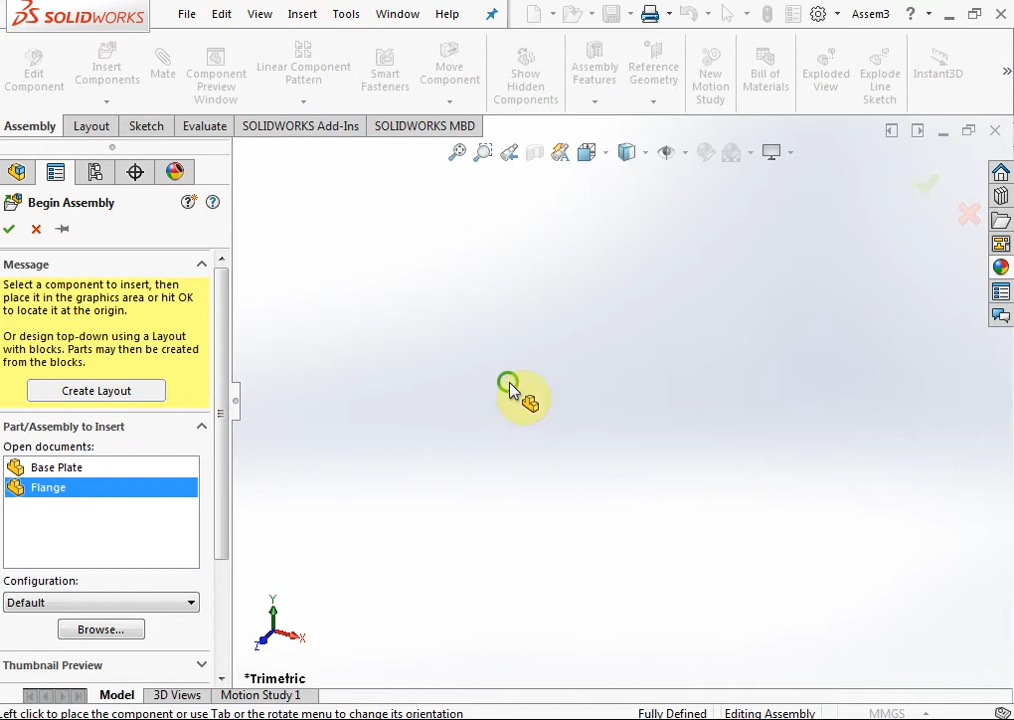 SOLIDWORKS File Edit View Insert Tools Window Help Assem3 ?
Edit Component
Insert Components
Mate
Component Preview Window
Linear Component Pattern
Smart Fasteners
Move Component
Show Hidden Components
Assembly Features
Reference Geometry
New Motion Study
Bill of Materials
Exploded View
Explode Line Sketch
Instant3D
»
Assembly Layout Sketch Evaluate SOLIDWORKS Add-Ins SOLIDWORKS MBD
Begin Assembly
Message
Select a component to insert, then
place it in the graphics area or hit OK
to locate it at the origin.
Or design top-down using a Layout
with blocks. Parts may then be created
from the blocks.
Create Layout
Part/Assembly to Insert
Open documents:
Base Plate
Flange
Configuration:
Default
Browse...
Thumbnail Preview
Y
X
Z
*Trimetric
Model 3D Views Motion Study 1
Left click to place the component or use Tab or the rotate menu to change its orientation Fully Defined Editing Assembly MMGS